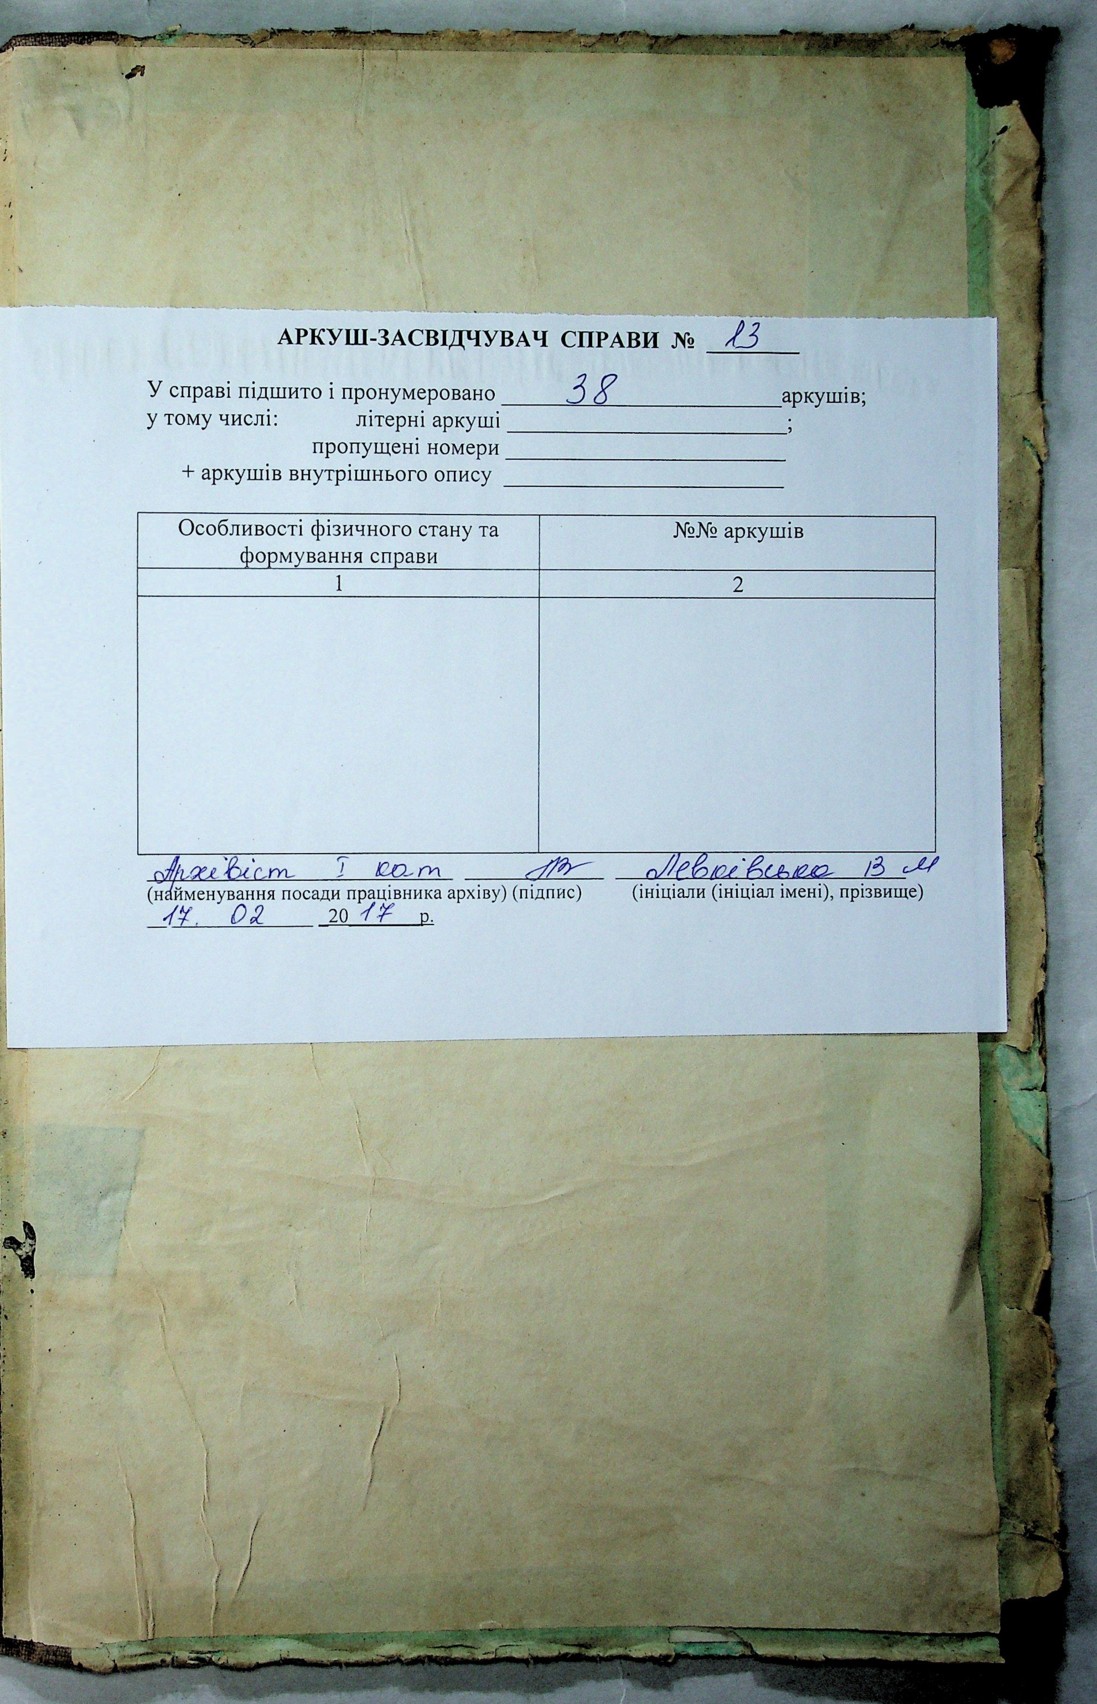 АРКУШ-ЗАСВІДЧУВАЧ СПРАВИ № 13
У справі підшито і пронумеровано 38 аркушів;
у тому числі: літерні аркуші ;
пропущені номери
+ аркушів внутрішнього опису
Особливості фізичного стану та формування справи
№№ аркушів
1
2
Архівіст І кат Левківська В М
(найменування посади працівника архіву) (підпис) (ініціали (ініціал імені), прізвище)
17. 02 2017 р.